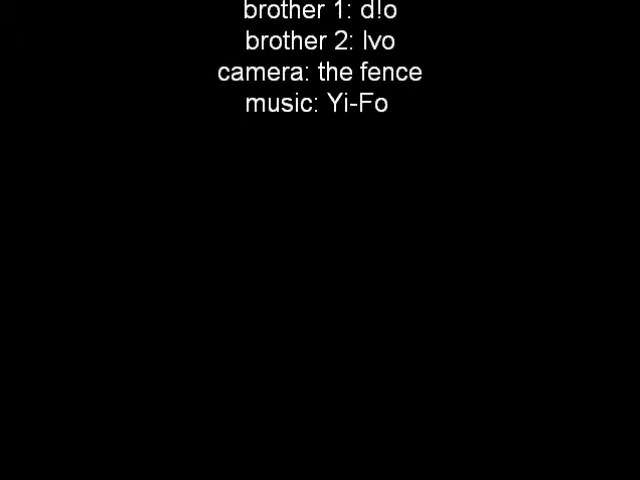 brother 1: d!o
brother 2: Ivo
camera: the fence
music: Yi-Fo